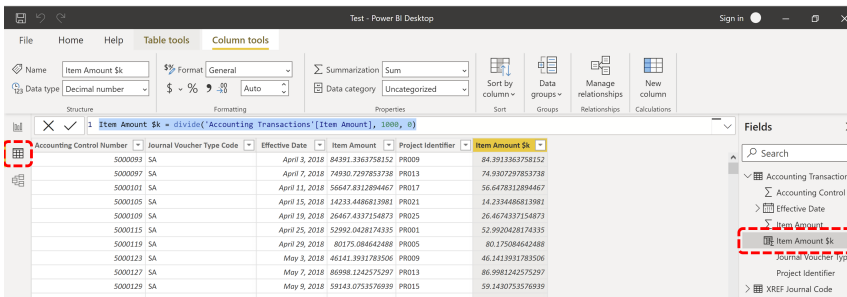 Test - Power BI Desktop
Sign in
File Home Help Table tools Column tools
Name Item Amount $k
$% Format General
Σ Summarization Sum
Data type Decimal number
$ % 9 .00 Auto
Data category Uncategorized
Sort by column
Data groups
Manage relationships
New column
Structure Formatting Properties Sort Groups Relationships Calculations
1 Item Amount $k = divide('Accounting Transactions'[Item Amount], 1000, 0)
Fields
Search
Accounting Control Number Journal Voucher Type Code Effective Date Item Amount Project Identifier Item Amount $k
5000093 SA April 3, 2018 84391.3363758152 PR009 84.3913363758152
5000097 SA April 7, 2018 74930.7297853738 PR013 74.9307297853738
5000101 SA April 11, 2018 56647.8312894467 PR017 56.6478312894467
5000105 SA April 15, 2018 14233.4486813981 PR021 14.2334486813981
5000109 SA April 19, 2018 26467.4337154873 PR025 26.4674337154873
5000115 SA April 25, 2018 52992.0428174335 PR001 52.9920428174335
5000119 SA April 29, 2018 80175.084642488 PR005 80.175084642488
5000123 SA May 3, 2018 46141.3931783506 PR009 46.1413931783506
5000127 SA May 7, 2018 86998.1242575297 PR013 86.9981242575297
5000129 SA May 9, 2018 59143.0753576939 PR015 59.1430753576939
Accounting Transaction
Σ Accounting Control
Effective Date
Σ Item Amount
Item Amount $k
Journal Voucher Typ
Project Identifier
XREF Journal Code